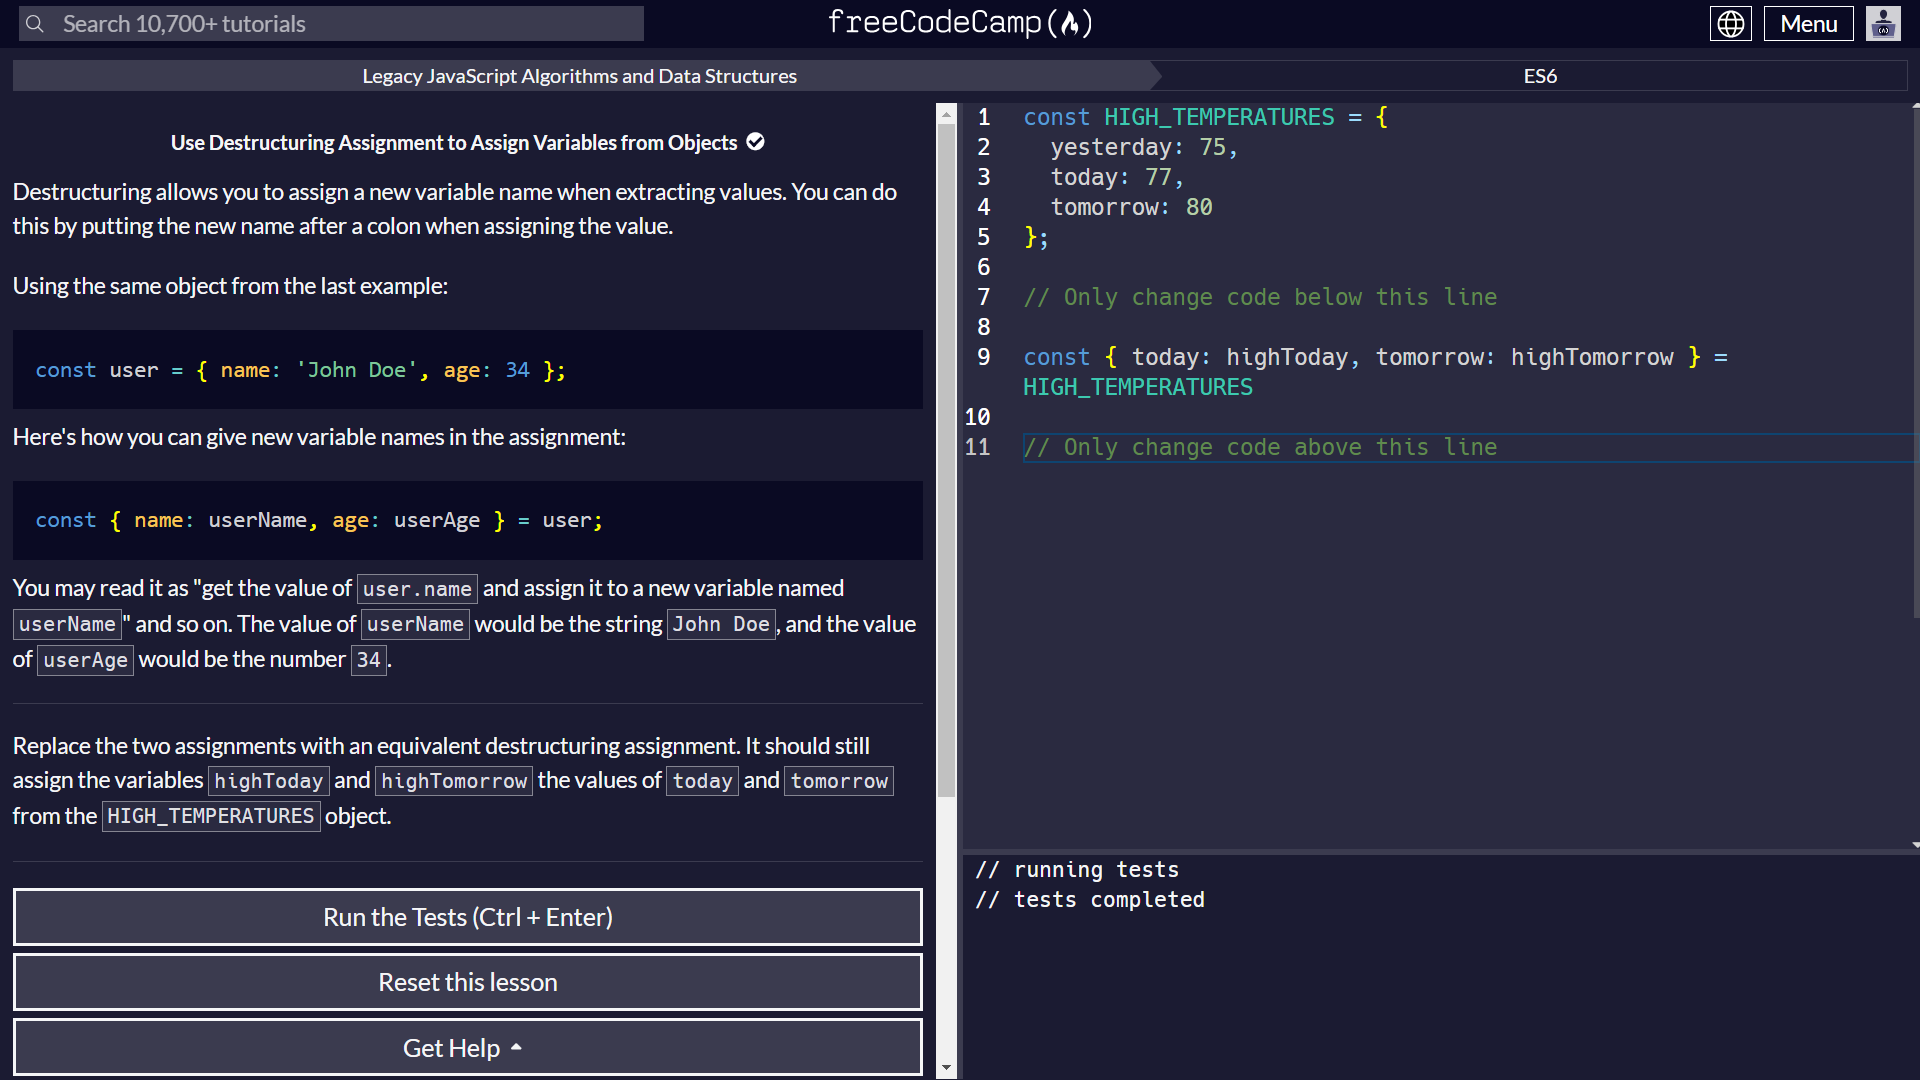 Search 10,700+ tutorials
freeCodeCamp(🔥)
Menu
Legacy JavaScript Algorithms and Data Structures
ES6
Use Destructuring Assignment to Assign Variables from Objects
Destructuring allows you to assign a new variable name when extracting values. You can do
this by putting the new name after a colon when assigning the value.
Using the same object from the last example:
const user = { name: 'John Doe', age: 34 };
Here's how you can give new variable names in the assignment:
const { name: userName, age: userAge } = user;
You may read it as "get the value of user.name and assign it to a new variable named
userName" and so on. The value of userName would be the string John Doe, and the value
of userAge would be the number 34.
Replace the two assignments with an equivalent destructuring assignment. It should still
assign the variables highToday and highTomorrow the values of today and tomorrow
from the HIGH_TEMPERATURES object.
Run the Tests (Ctrl + Enter)
Reset this lesson
Get Help
1 const HIGH_TEMPERATURES = {
2 yesterday: 75,
3 today: 77,
4 tomorrow: 80
5 };
6
7 // Only change code below this line
8
9 const { today: highToday, tomorrow: highTomorrow } =
HIGH_TEMPERATURES
10
11 // Only change code above this line
// running tests
// tests completed